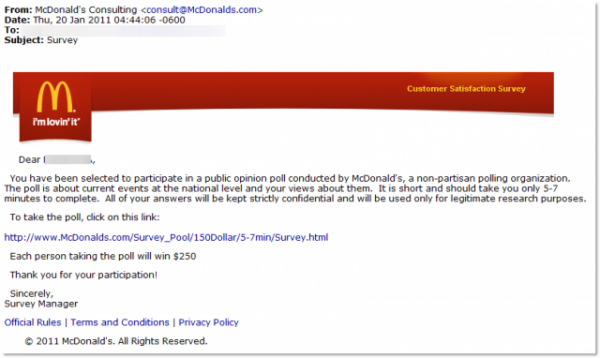 From: McDonald's Consulting <consult@McDonalds.com>
Date: Thu, 20 Jan 2011 04:44:06 -0600
To:
Subject: Survey
Customer Satisfaction Survey
i'm lovin' it
Dear
You have been selected to participate in a public opinion poll conducted by McDonald's, a non-partisan polling organization.
The poll is about current events at the national level and your views about them. It is short and should take you only 5-7
minutes to complete. All of your answers will be kept strictly confidential and will be used only for legitimate research purposes.
To take the poll, click on this link:
http://www.McDonalds.com/Survey_Pool/150Dollar/5-7min/Survey.html
Each person taking the poll will win $250
Thank you for your participation!
Sincerely,
Survey Manager
Official Rules | Terms and Conditions | Privacy Policy
© 2011 McDonald's. All Rights Reserved.